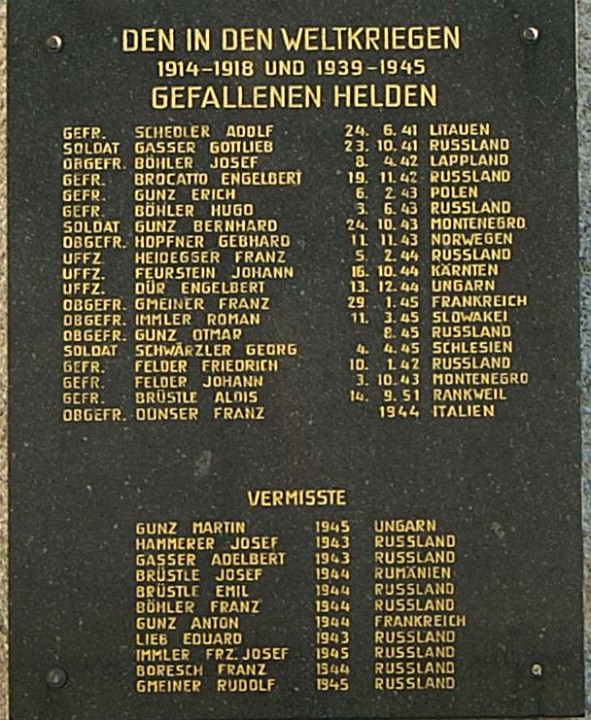 DEN IN DEN WELTKRIEGEN
1914-1918 UND 1939-1945
GEFALLENEN HELDEN
GEFR. SCHEDLER ADOLF 24. 6. 41 LITAUEN
SOLDAT GASSER GOTTLIEB 23. 10. 41 RUSSLAND
OBGEFR. BÖHLER JOSEF 8. 4. 42 LAPPLAND
GEFR. BROCATTO ENGELBERT 19. 11. 42 RUSSLAND
GEFR. GUNZ ERICH 6. 2. 43 POLEN
GEFR. BÖHLER HUGO 3. 6. 43 RUSSLAND
SOLDAT GUNZ BERNHARD 24. 10. 43 MONTENEGRO
OBGEFR. HOPFNER GEBHARD 11. 11. 43 NORWEGEN
UFFZ. HEIDEGGER FRANZ 5. 2. 44 RUSSLAND
UFFZ. FEURSTEIN JOHANN 16. 10. 44 KÄRNTEN
UFFZ. DÜR ENGELBERT 13. 12. 44 UNGARN
OBGEFR. GMEINER FRANZ 29 1. 45 FRANKREICH
OBGEFR. IMMLER ROMAN 11. 3. 45 SLOWAKEI
OBGEFR. GUNZ OTMAR 8. 45 RUSSLAND
SOLDAT SCHWÄRZLER GEORG 4. 4. 45 SCHLESIEN
GEFR. FELDER FRIEDRICH 10. 1. 42 RUSSLAND
GEFR. FELDER JOHANN 3. 10. 43 MONTENEGRO
GEFR. BRÜSTLE ALOIS 14. 9. 51 RANKWEIL
OBGEFR. DÜNSER FRANZ 1944 ITALIEN
VERMISSTE
GUNZ MARTIN 1945 UNGARN
HAMMERER JOSEF 1943 RUSSLAND
GASSER ADELBERT 1943 RUSSLAND
BRÜSTLE JOSEF 1944 RUMÄNIEN
BRÜSTLE EMIL 1944 RUSSLAND
BÖHLER FRANZ 1944 RUSSLAND
GUNZ ANTON 1944 FRANKREICH
LIEB EDUARD 1943 RUSSLAND
IMMLER FRZ. JOSEF 1945 RUSSLAND
BORESCH FRANZ 1944 RUSSLAND
GMEINER RUDOLF 1945 RUSSLAND